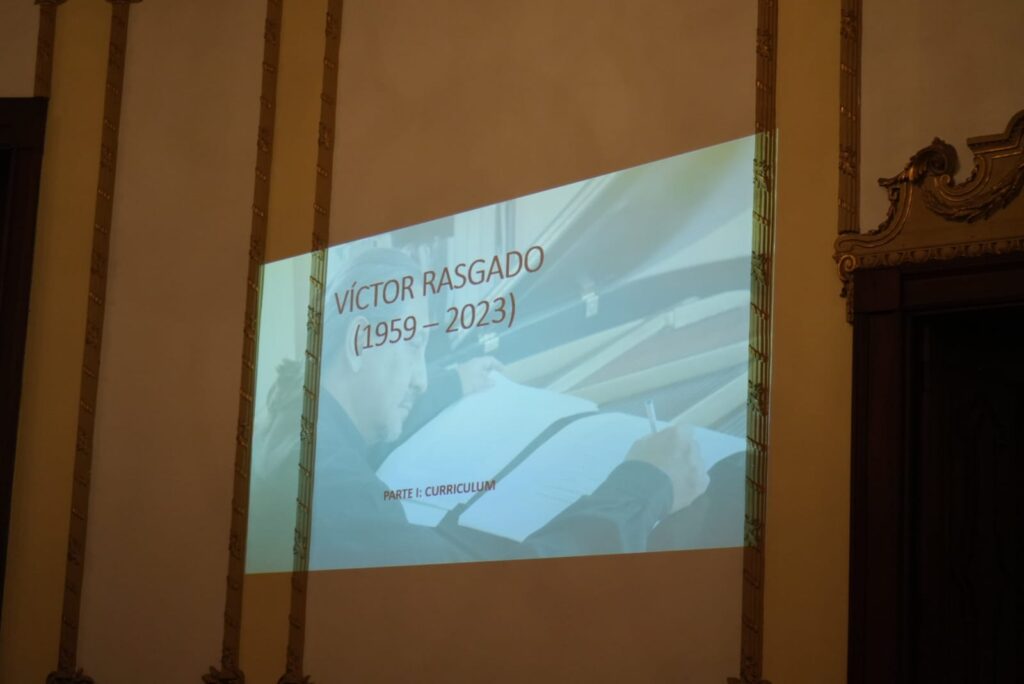 VÍCTOR RASGADO
(1959 – 2023)
PARTE I: CURRICULUM